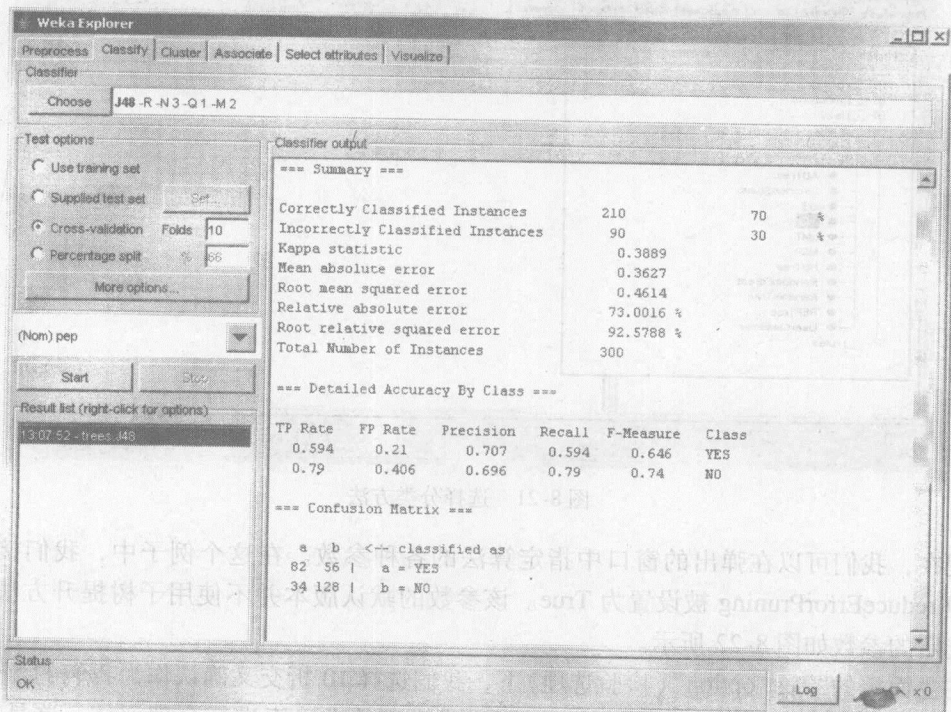 Weka Explorer
Preprocess Classify Cluster Associate Select attributes Visualize
Classifier
Choose J48 -R -N 3 -Q 1 -M 2
Test options
Use training set
Supplied test set Set...
Cross-validation Folds 10
Percentage split % 66
More options...
(Nom) pep
Start Stop
Result list (right-click for options)
13:07:52 - trees.J48
Classifier output
=== Summary ===
Correctly Classified Instances 210 70 %
Incorrectly Classified Instances 90 30 %
Kappa statistic 0.3889
Mean absolute error 0.3627
Root mean squared error 0.4614
Relative absolute error 73.0016 %
Root relative squared error 92.5788 %
Total Number of Instances 300
=== Detailed Accuracy By Class ===
TP Rate FP Rate Precision Recall F-Measure Class
0.594 0.21 0.707 0.594 0.646 YES
0.79 0.406 0.696 0.79 0.74 NO
=== Confusion Matrix ===
a b <-- classified as
82 56 | a = YES
34 128 | b = NO
Status
OK
Log x 0